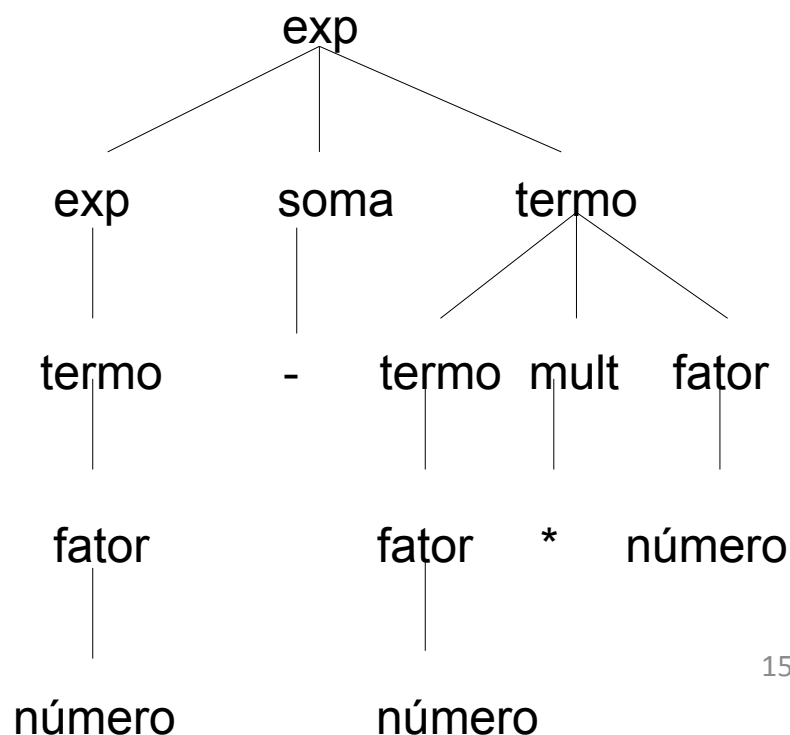 exp
exp soma termo
termo - termo mult fator
fator fator * número
15
número número